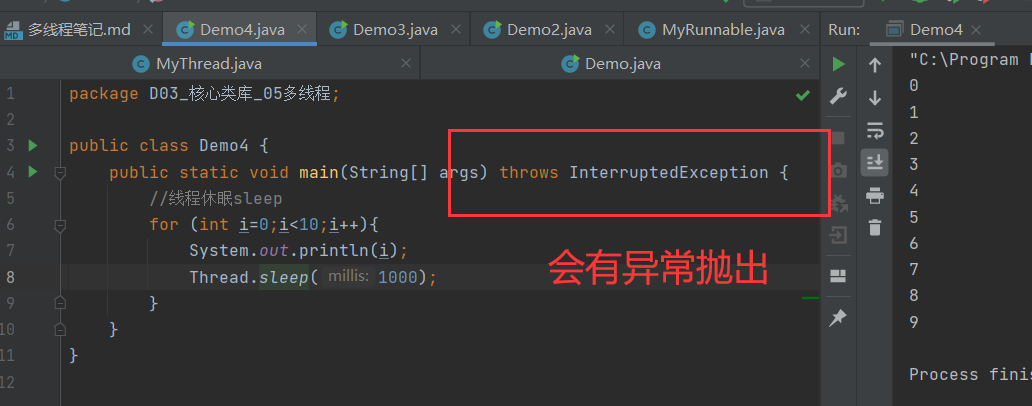 多线程笔记.md Demo4.java Demo3.java Demo2.java MyRunnable.java Run: Demo4
MyThread.java Demo.java
1 package D03_核心类库_05多线程;
2
3 public class Demo4 {
4 public static void main(String[] args) throws InterruptedException {
5 //线程休眠sleep
6 for (int i=0;i<10;i++){
7 System.out.println(i);
8 Thread.sleep( millis: 1000);
9 }
10 }
11 }
12
会有异常抛出
"C:\Program
0
1
2
3
4
5
6
7
8
9
Process finis